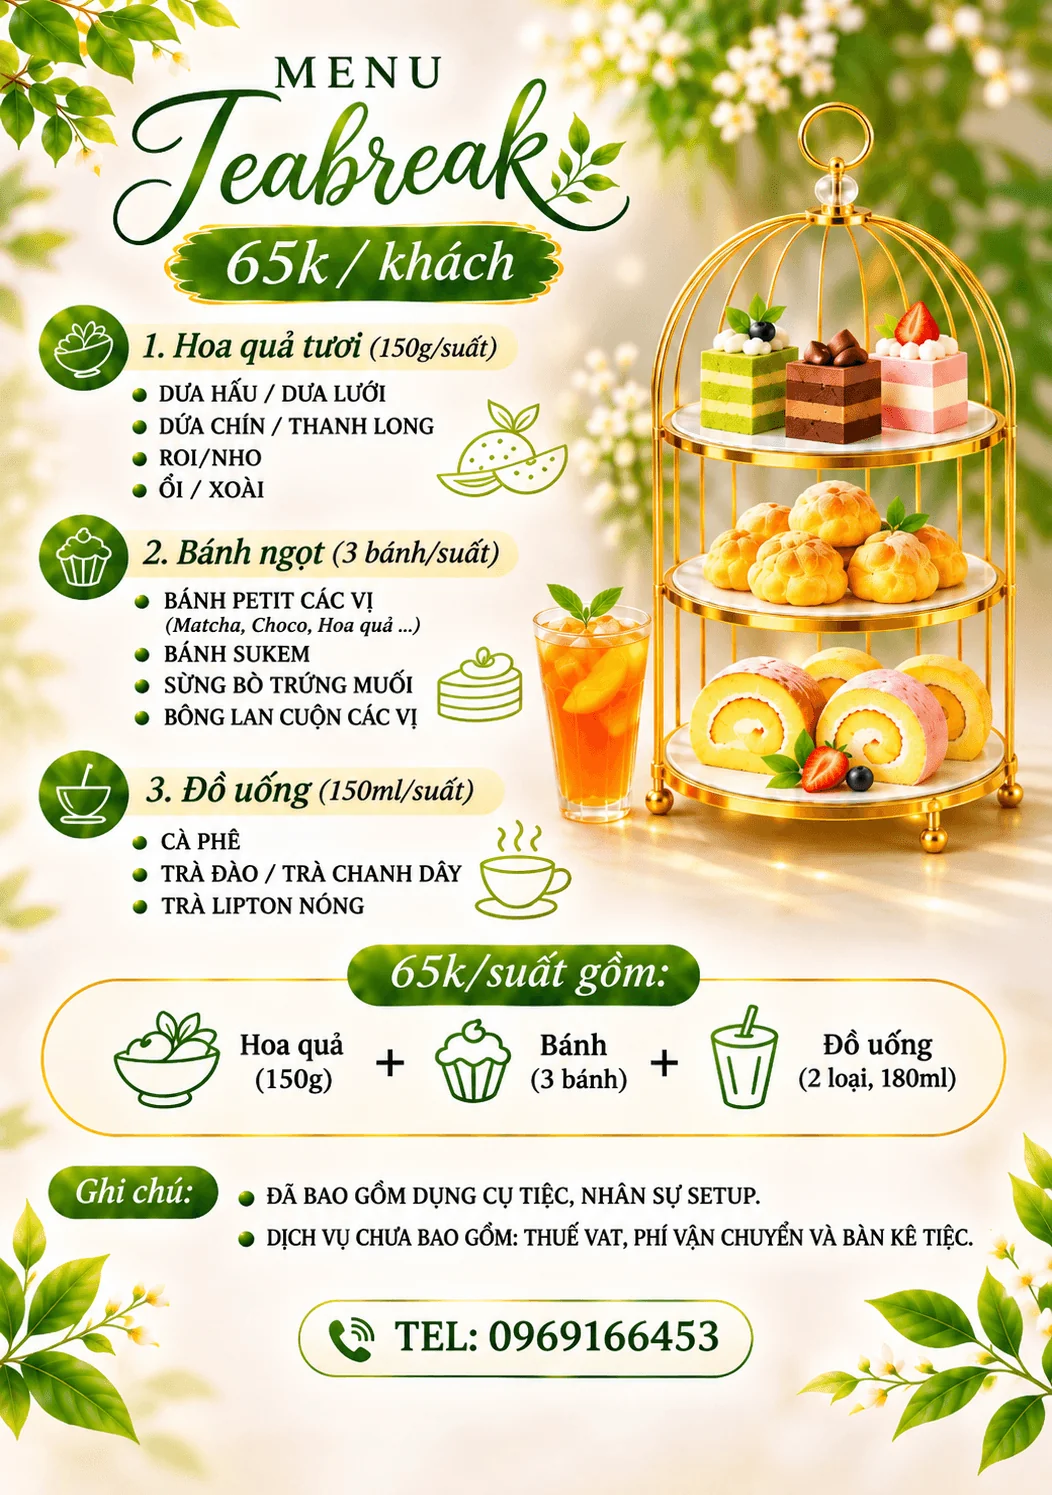 MENU
Teabreak
65k / khách
1. Hoa quả tươi (150g/suất)
DƯA HẤU / DƯA LƯỚI
DỨA CHÍN / THANH LONG
ROI/NHO
ỔI / XOÀI
2. Bánh ngọt (3 bánh/suất)
BÁNH PETIT CÁC VỊ
(Matcha, Choco, Hoa quả ...)
BÁNH SUKEM
SỪNG BÒ TRỨNG MUỐI
BÔNG LAN CUỘN CÁC VỊ
3. Đồ uống (150ml/suất)
CÀ PHÊ
TRÀ ĐÀO / TRÀ CHANH DÂY
TRÀ LIPTON NÓNG
65k/suất gồm:
Hoa quả
(150g)
+
Bánh
(3 bánh)
+
Đồ uống
(2 loại, 180ml)
Ghi chú:
ĐÃ BAO GỒM DỤNG CỤ TIỆC, NHÂN SỰ SETUP.
DỊCH VỤ CHƯA BAO GỒM: THUẾ VAT, PHÍ VẬN CHUYỂN VÀ BÀN KÊ TIỆC.
TEL: 0969166453